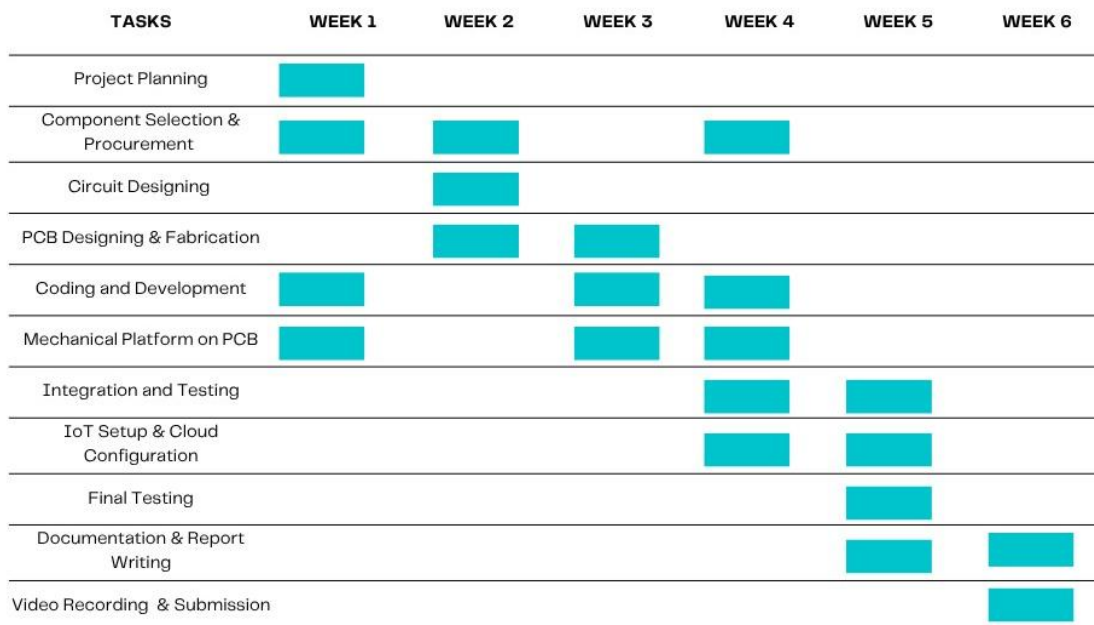 TASKS WEEK 1 WEEK 2 WEEK 3 WEEK 4 WEEK 5 WEEK 6
Project Planning
Component Selection &
Procurement
Circuit Designing
PCB Designing & Fabrication
Coding and Development
Mechanical Platform on PCB
Integration and Testing
IoT Setup & Cloud
Configuration
Final Testing
Documentation & Report
Writing
Video Recording & Submission